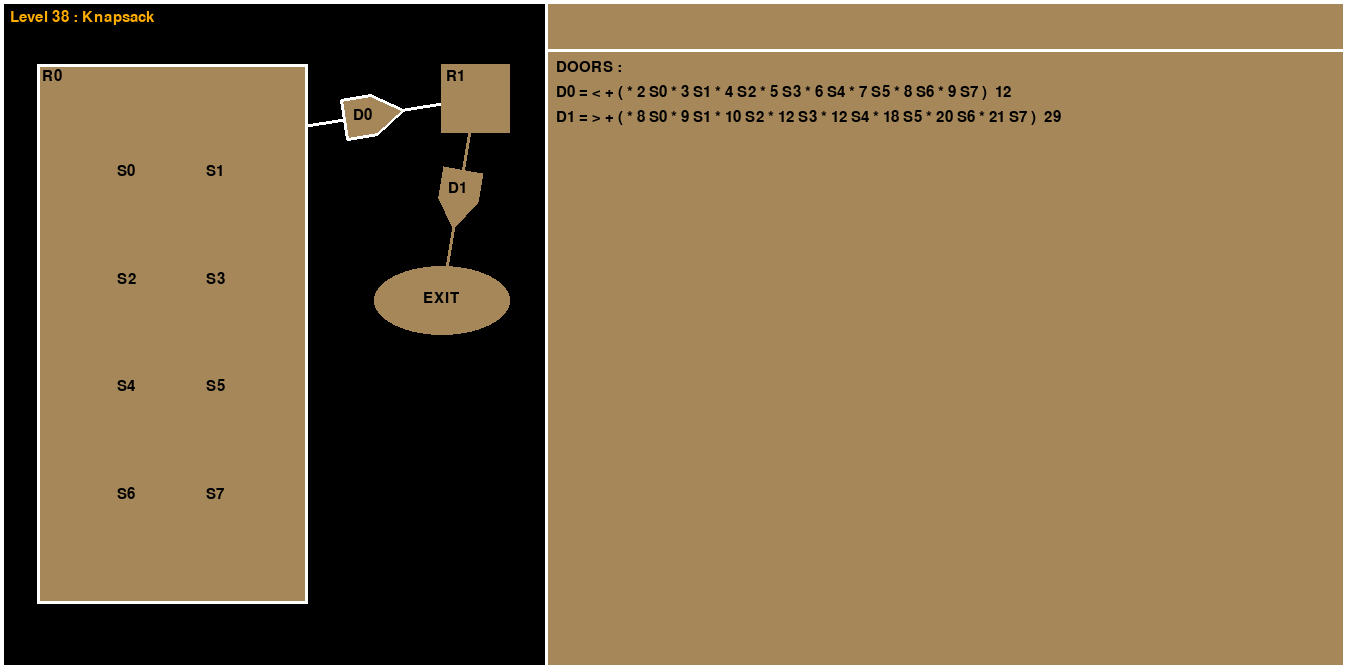 Level 38 : Knapsack
R0
R1
D0
S0 S1
D1
S2 S3
EXIT
S4 S5
S6 S7
DOORS :
D0 = < + ( * 2 S0 * 3 S1 * 4 S2 * 5 S3 * 6 S4 * 7 S5 * 8 S6 * 9 S7 ) 12
D1 = > + ( * 8 S0 * 9 S1 * 10 S2 * 12 S3 * 12 S4 * 18 S5 * 20 S6 * 21 S7 ) 29